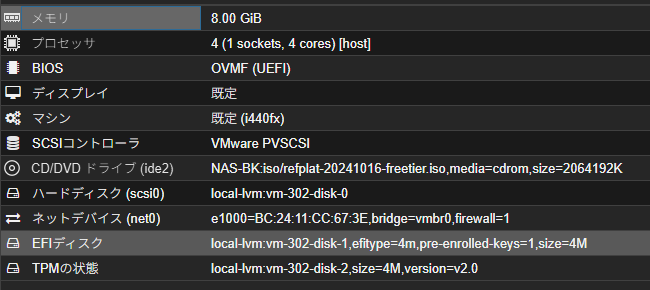 メモリ 8.00 GiB
プロセッサ 4 (1 sockets, 4 cores) [host]
BIOS OVMF (UEFI)
ディスプレイ 既定
マシン 既定 (i440fx)
SCSIコントローラ VMware PVSCSI
CD/DVD ドライブ (ide2) NAS-BK:iso/refplat-20241016-freetier.iso,media=cdrom,size=2064192K
ハードディスク (scsi0) local-lvm:vm-302-disk-0
ネットデバイス (net0) e1000=BC:24:11:CC:67:3E,bridge=vmbr0,firewall=1
EFIディスク local-lvm:vm-302-disk-1,efitype=4m,pre-enrolled-keys=1,size=4M
TPMの状態 local-lvm:vm-302-disk-2,size=4M,version=v2.0